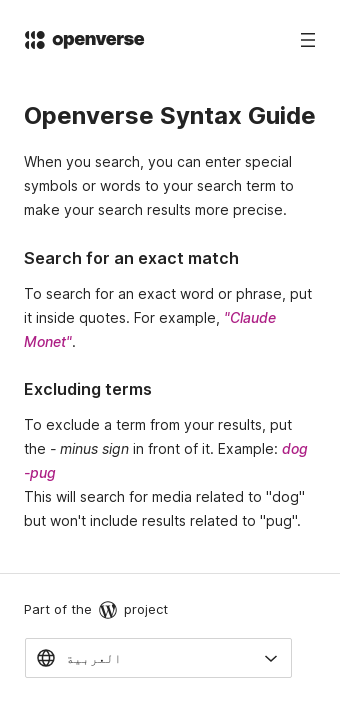 openverse
Openverse Syntax Guide
When you search, you can enter special
symbols or words to your search term to
make your search results more precise.
Search for an exact match
To search for an exact word or phrase, put
it inside quotes. For example, "Claude
Monet".
Excluding terms
To exclude a term from your results, put
the - minus sign in front of it. Example: dog
-pug
This will search for media related to "dog"
but won't include results related to "pug".
Part of the project
العربية